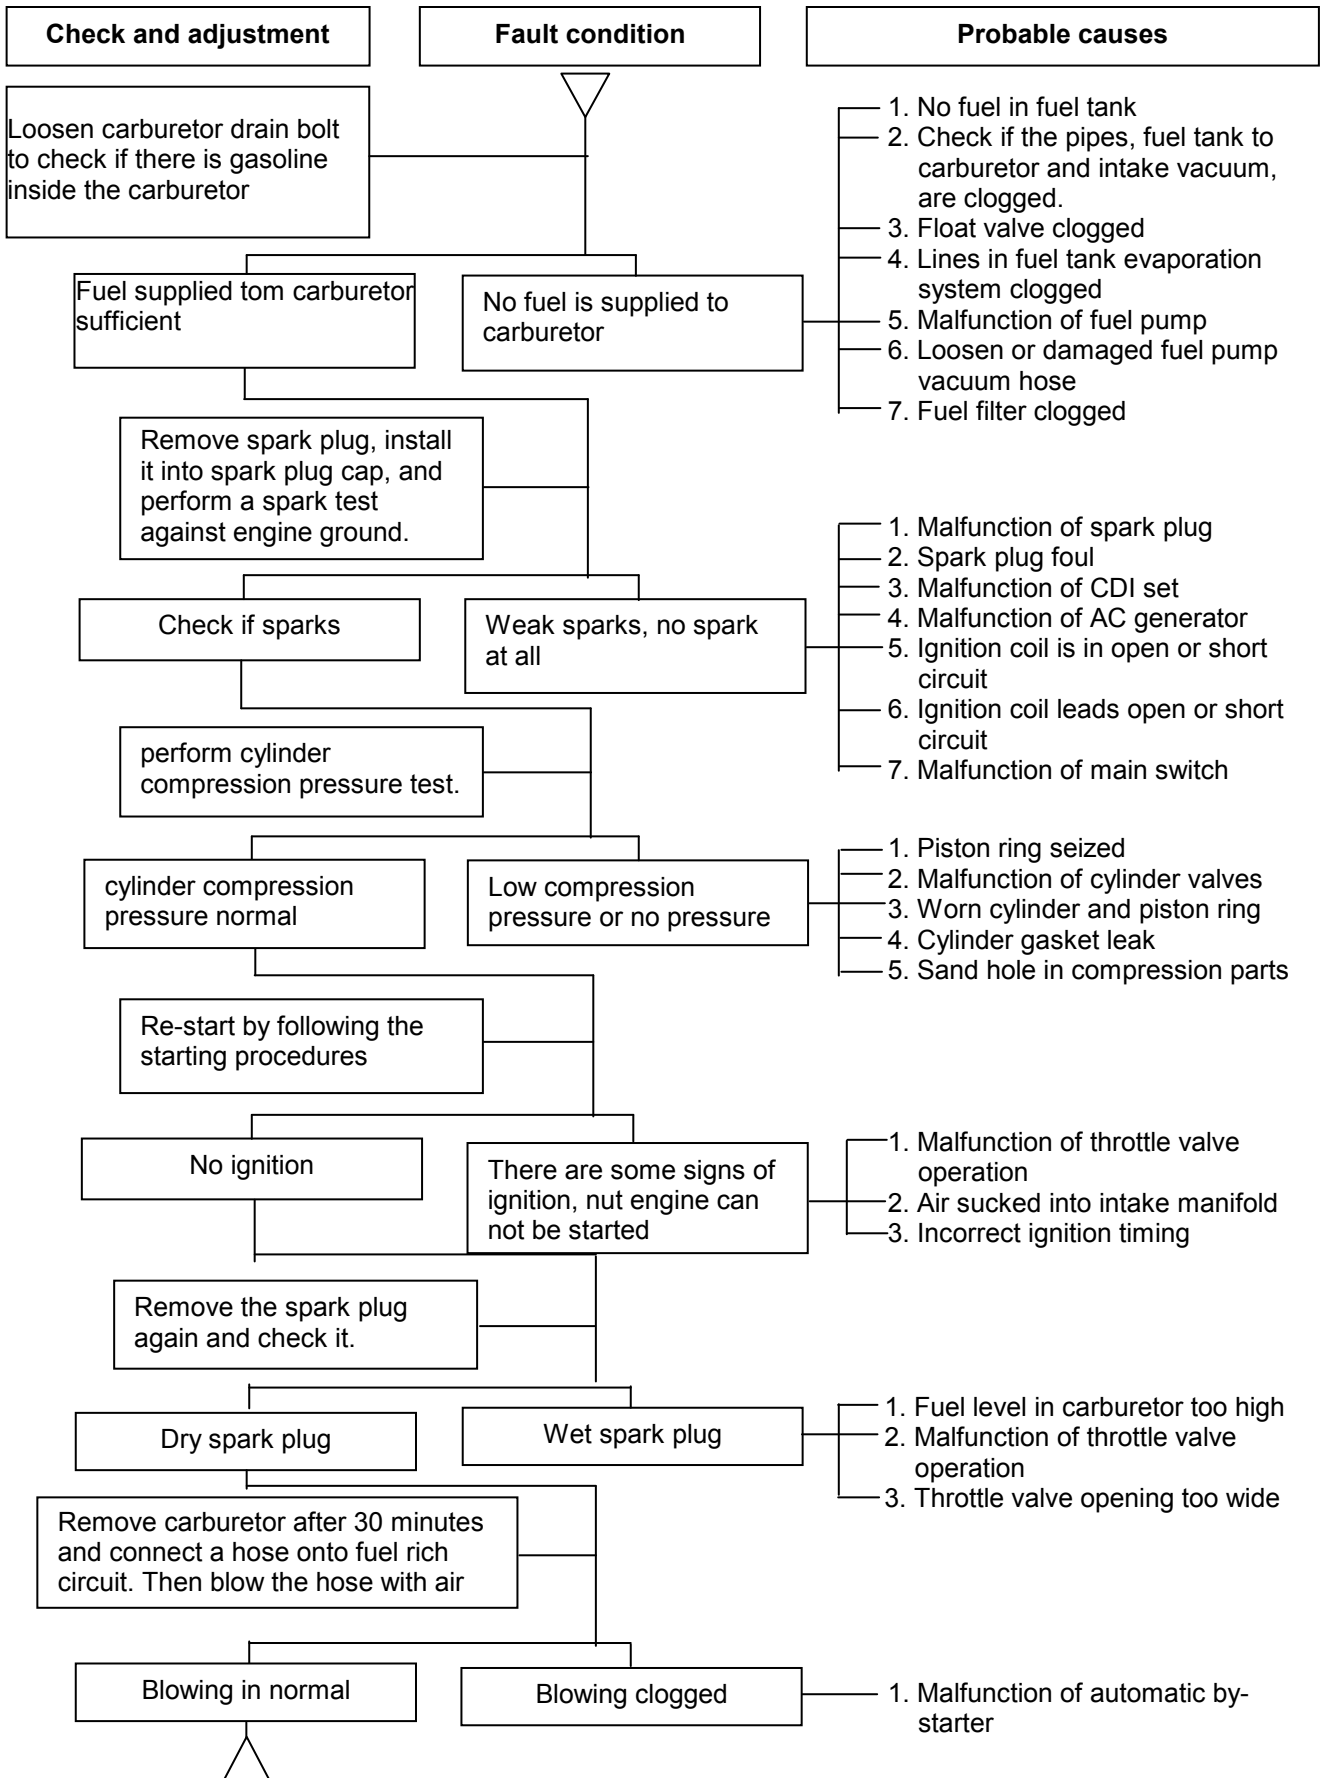 Check and adjustment
Fault condition
Probable causes
Loosen carburetor drain bolt
to check if there is gasoline
inside the carburetor
1. No fuel in fuel tank
2. Check if the pipes, fuel tank to
carburetor and intake vacuum,
are clogged.
3. Float valve clogged
4. Lines in fuel tank evaporation
system clogged
5. Malfunction of fuel pump
6. Loosen or damaged fuel pump
vacuum hose
7. Fuel filter clogged
Fuel supplied tom carburetor
sufficient
No fuel is supplied to
carburetor
Remove spark plug, install
it into spark plug cap, and
perform a spark test
against engine ground.
Check if sparks
Weak sparks, no spark
at all
1. Malfunction of spark plug
2. Spark plug foul
3. Malfunction of CDI set
4. Malfunction of AC generator
5. Ignition coil is in open or short
circuit
6. Ignition coil leads open or short
circuit
7. Malfunction of main switch
perform cylinder
compression pressure test.
cylinder compression
pressure normal
Low compression
pressure or no pressure
1. Piston ring seized
2. Malfunction of cylinder valves
3. Worn cylinder and piston ring
4. Cylinder gasket leak
5. Sand hole in compression parts
Re-start by following the
starting procedures
No ignition
There are some signs of
ignition, nut engine can
not be started
1. Malfunction of throttle valve
operation
2. Air sucked into intake manifold
3. Incorrect ignition timing
Remove the spark plug
again and check it.
Dry spark plug
Wet spark plug
1. Fuel level in carburetor too high
2. Malfunction of throttle valve
operation
3. Throttle valve opening too wide
Remove carburetor after 30 minutes
and connect a hose onto fuel rich
circuit. Then blow the hose with air
Blowing in normal
Blowing clogged
1. Malfunction of automatic by-
starter